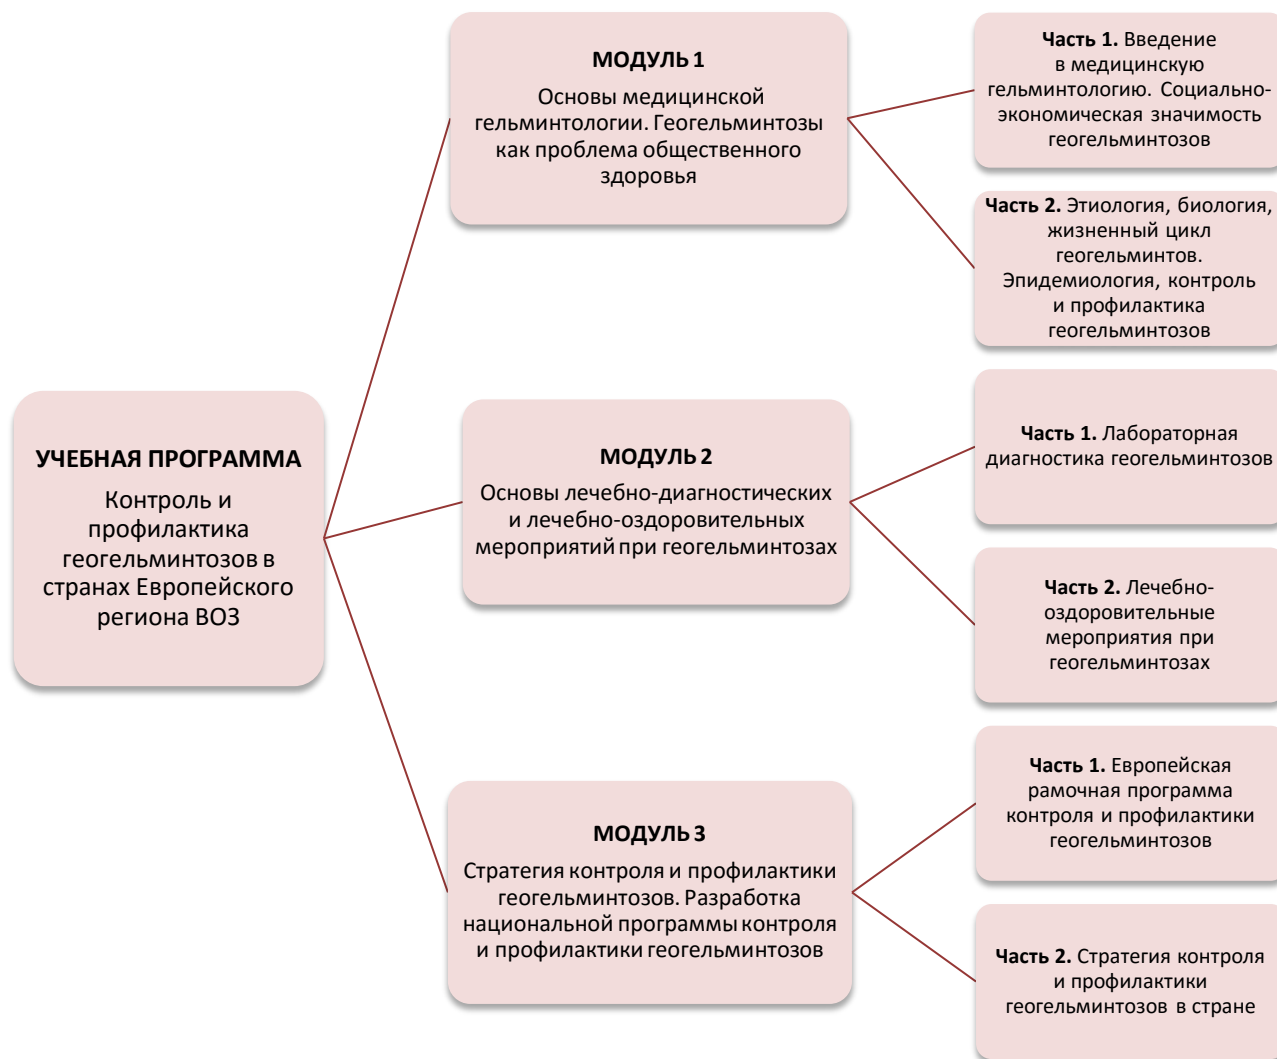 УЧЕБНАЯ ПРОГРАММА
Контроль и
профилактика
геогельминтозов в
странах Европейского
региона ВОЗ
МОДУЛЬ 1
Основы медицинской
гельминтологии. Геогельминтозы
как проблема общественного
здоровья
Часть 1. Введение
в медицинскую
гельминтологию. Социально-
экономическая значимость
геогельминтозов
Часть 2. Этиология, биология,
жизненный цикл
геогельминтов.
Эпидемиология, контроль
и профилактика
геогельминтозов
МОДУЛЬ 2
Основы лечебно-диагностических
и лечебно-оздоровительных
мероприятий при геогельминтозах
Часть 1. Лабораторная
диагностика геогельминтозов
Часть 2. Лечебно-
оздоровительные
мероприятия при
геогельминтозах
МОДУЛЬ 3
Стратегия контроля и профилактики
геогельминтозов. Разработка
национальной программы контроля
и профилактики геогельминтозов
Часть 1. Европейская
рамочная программа
контроля и профилактики
геогельминтозов
Часть 2. Стратегия контроля
и профилактики
геогельминтозов в стране